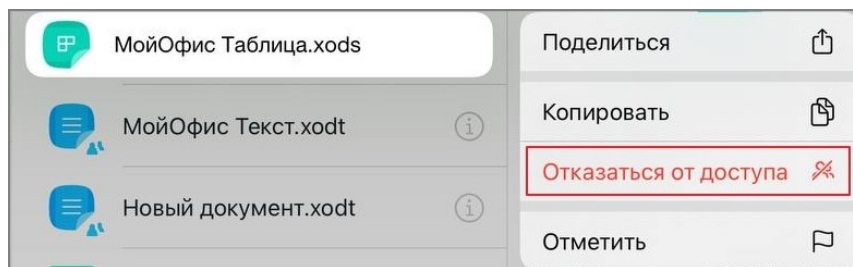 МойОфис Таблица.xods
МойОфис Текст.xodt
Новый документ.xodt
Поделиться
Копировать
Отказаться от доступа
Отметить